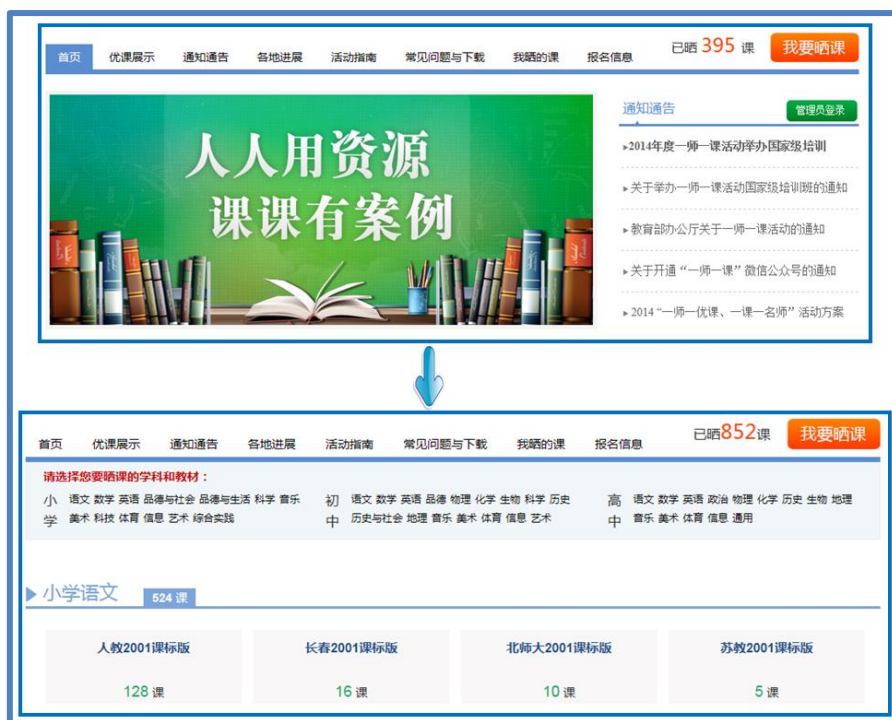 首页 优课展示 通知通告 各地进展 活动指南 常见问题与下载 我晒的课 报名信息 已晒 395 课 我要晒课
人人用资源
课课有案例
通知通告 管理员登录
2014年度一师一课活动举办国家级培训
关于举办一师一课活动国家级培训班的通知
教育部办公厅关于一师一课活动的通知
关于开通“一师一课”微信公众号的通知
2014“一师一优课、一课一名师”活动方案
首页 优课展示 通知通告 各地进展 活动指南 常见问题与下载 我晒的课 报名信息 已晒852课 我要晒课
请选择您要晒课的学科和教材：
小学 语文 数学 英语 品德与社会 品德与生活 科学 音乐
美术 科技 体育 信息 艺术 综合实践
初中 语文 数学 英语 品德 物理 化学 生物 科学 历史
历史与社会 地理 音乐 美术 体育 信息 艺术
高中 语文 数学 英语 政治 物理 化学 历史 生物 地理
音乐 美术 体育 信息 通用
小学语文 524 课
人教2001课标版 长春2001课标版 北师大2001课标版 苏教2001课标版
128 课 16 课 10 课 5 课